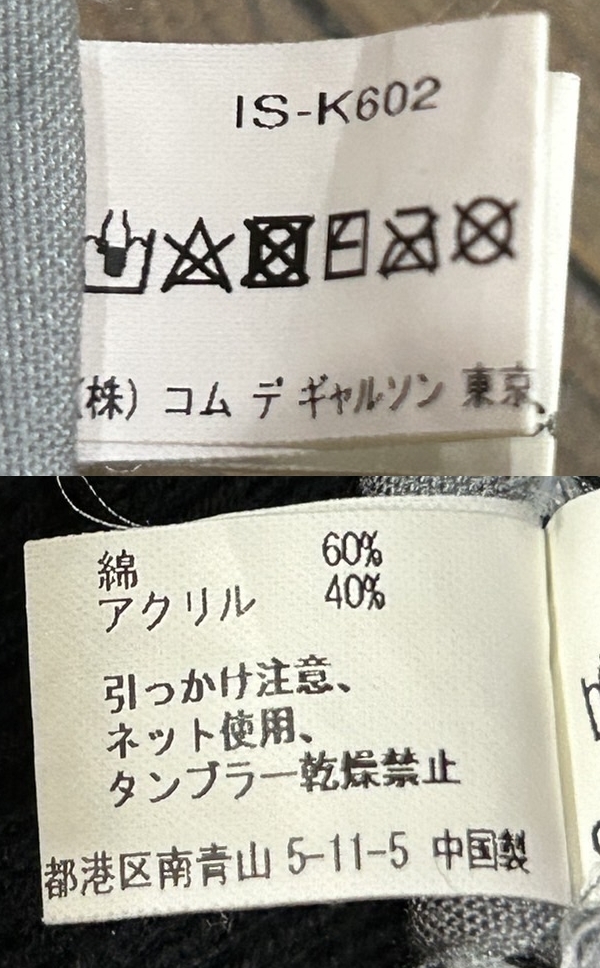 IS-K602
(株) コム デ ギャルソン 東京
綿 60%
アクリル 40%
引っかけ注意、
ネット使用、
タンブラー乾燥禁止
都港区南青山 5-11-5 中国製